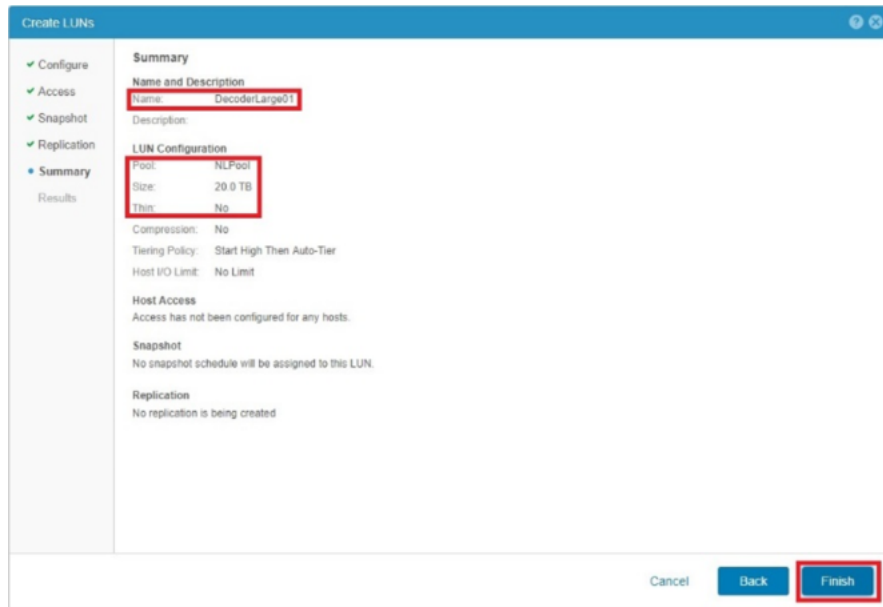 Create LUNs
Configure
Access
Snapshot
Replication
Summary
Results
Summary
Name and Description
Name: DecoderLarge01
Description:
LUN Configuration
Pool: NLPool
Size: 20.0 TB
Thin: No
Compression: No
Tiering Policy: Start High Then Auto-Tier
Host I/O Limit: No Limit
Host Access
Access has not been configured for any hosts.
Snapshot
No snapshot schedule will be assigned to this LUN.
Replication
No replication is being created
Cancel Back Finish